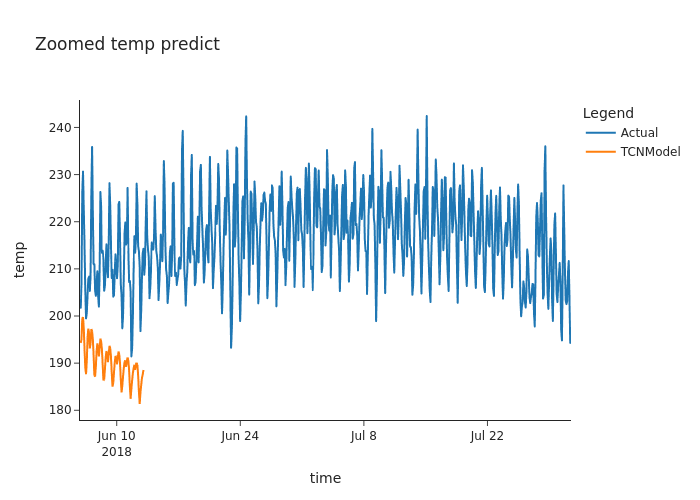 Zoomed temp predict
Legend
Actual
TCNModel
240
230
220
210
200
190
180
temp
Jun 10
2018
Jun 24
Jul 8
Jul 22
time